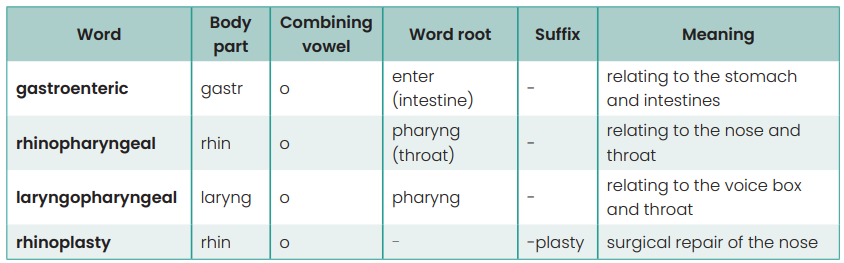 Word | Body part | Combining vowel | Word root | Suffix | Meaning
gastroenteric | gastr | o | enter (intestine) | - | relating to the stomach and intestines
rhinopharyngeal | rhin | o | pharyng (throat) | - | relating to the nose and throat
laryngopharyngeal | laryng | o | pharyng | - | relating to the voice box and throat
rhinoplasty | rhin | o | - | -plasty | surgical repair of the nose